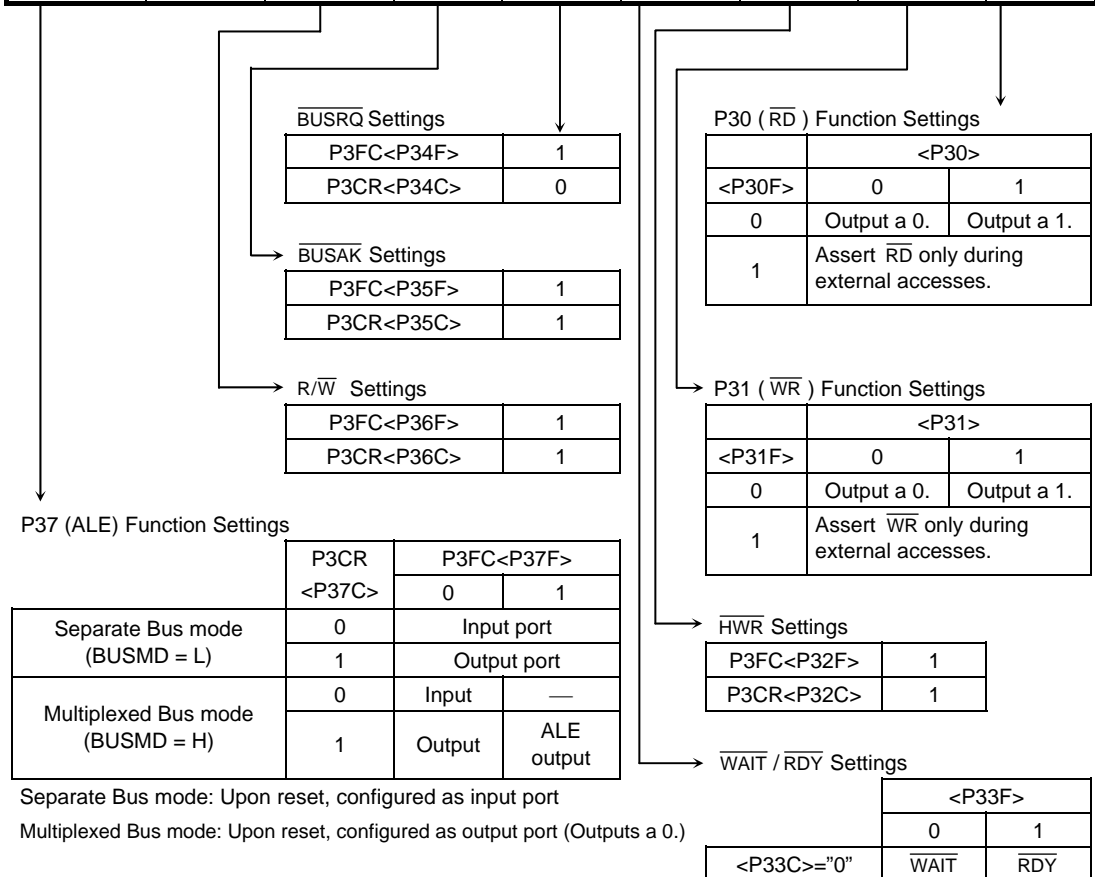 BUSRQ Settings
P3FC<P34F> 1
P3CR<P34C> 0
BUSAK Settings
P3FC<P35F> 1
P3CR<P35C> 1
R/W Settings
P3FC<P36F> 1
P3CR<P36C> 1
P37 (ALE) Function Settings
P3CR P3FC<P37F>
<P37C> 0 1
Separate Bus mode (BUSMD = L) 0 Input port
1 Output port
Multiplexed Bus mode (BUSMD = H) 0 Input —
1 Output ALE output
Separate Bus mode: Upon reset, configured as input port
Multiplexed Bus mode: Upon reset, configured as output port (Outputs a 0.)
P30 ( RD ) Function Settings
<P30>
<P30F> 0 1
0 Output a 0. Output a 1.
1 Assert RD only during
external accesses.
P31 ( WR ) Function Settings
<P31>
<P31F> 0 1
0 Output a 0. Output a 1.
1 Assert WR only during
external accesses.
HWR Settings
P3FC<P32F> 1
P3CR<P32C> 1
WAIT / RDY Settings
<P33F>
0 1
<P33C>="0" WAIT RDY